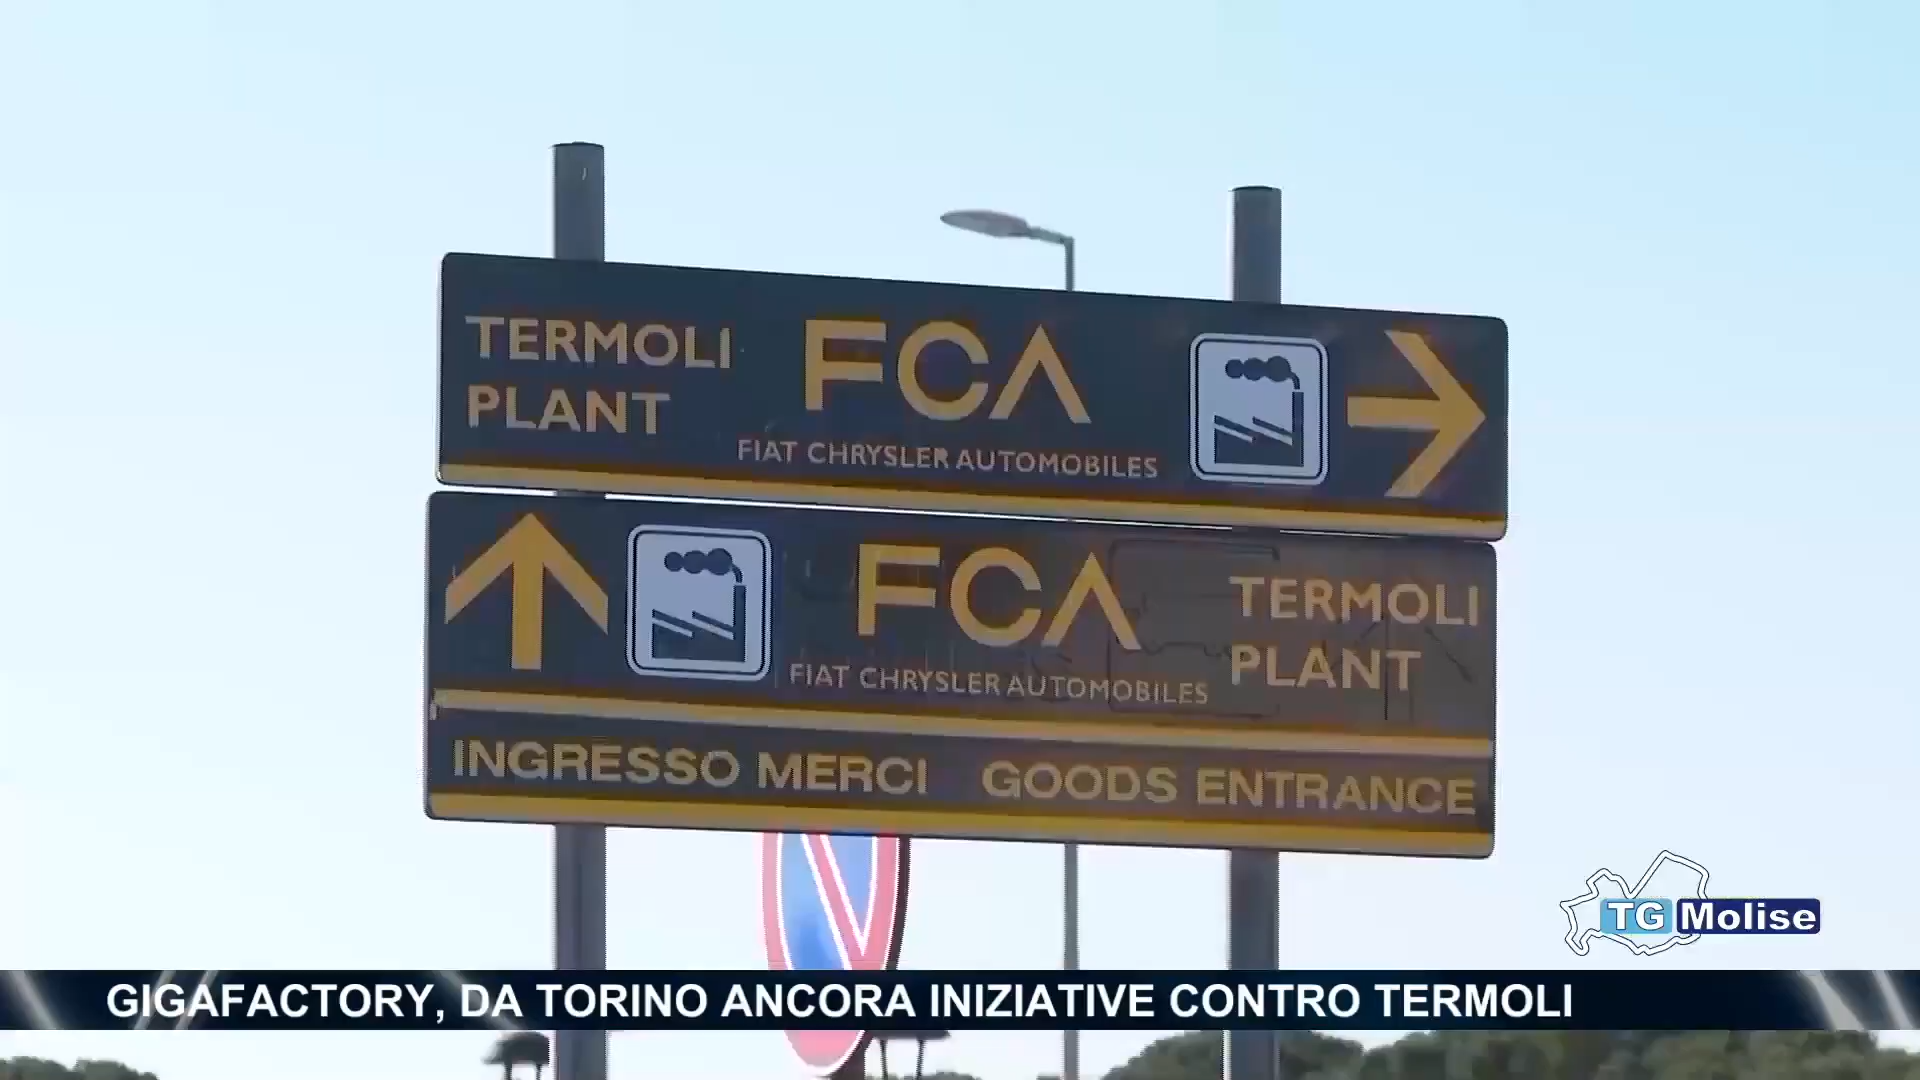 TERMOLI
PLANT
FCA
FIAT CHRYSLER AUTOMOBILES
FCA
FIAT CHRYSLER AUTOMOBILES
TERMOLI
PLANT
INGRESSO MERCI GOODS ENTRANCE
TG Molise
GIGAFACTORY, DA TORINO ANCORA INIZIATIVE CONTRO TERMOLI